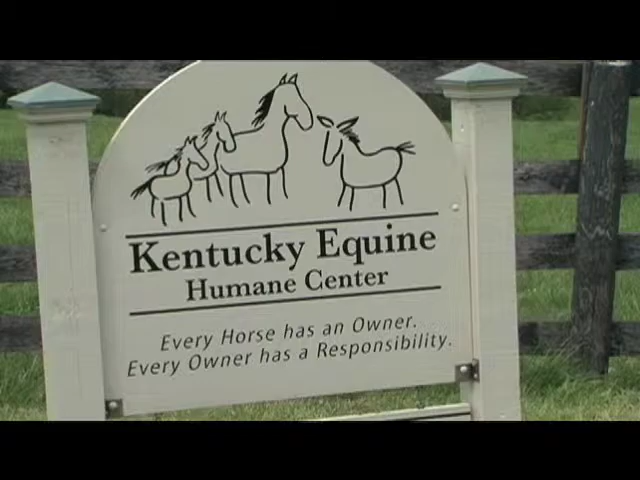 Kentucky Equine
Humane Center
Every Horse has an Owner.
Every Owner has a Responsibility.